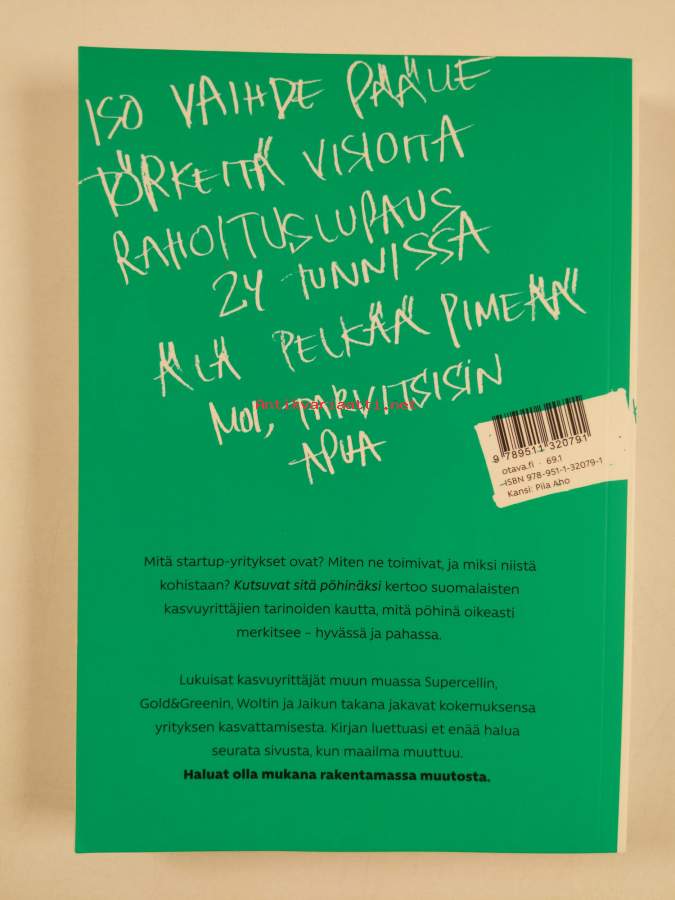 ISO VAIHDE PÄÄLLE
TÖRKEITÄ VISIOITA
RAHOITUSLUPAUS
24 TUNNISSA
ÄLÄ PELKÄÄ PIMEÄÄ
MOI, TARVITSISIN
APUA
Antikvariaatti.net
9 789511 320791
otava.fi · 69.1
ISBN 978-951-1-32079-1
Kansi: Piia Aho
Mitä startup-yritykset ovat? Miten ne toimivat, ja miksi niistä
kohistaan? Kutsuvat sitä pöhinäksi kertoo suomalaisten
kasvuyrittäjien tarinoiden kautta, mitä pöhinä oikeasti
merkitsee – hyvässä ja pahassa.
Lukuisat kasvuyrittäjät muun muassa Supercellin,
Gold&Greenin, Woltin ja Jaikun takana jakavat kokemuksensa
yrityksen kasvattamisesta. Kirjan luettuasi et enää halua
seurata sivusta, kun maailma muuttuu.
Haluat olla mukana rakentamassa muutosta.